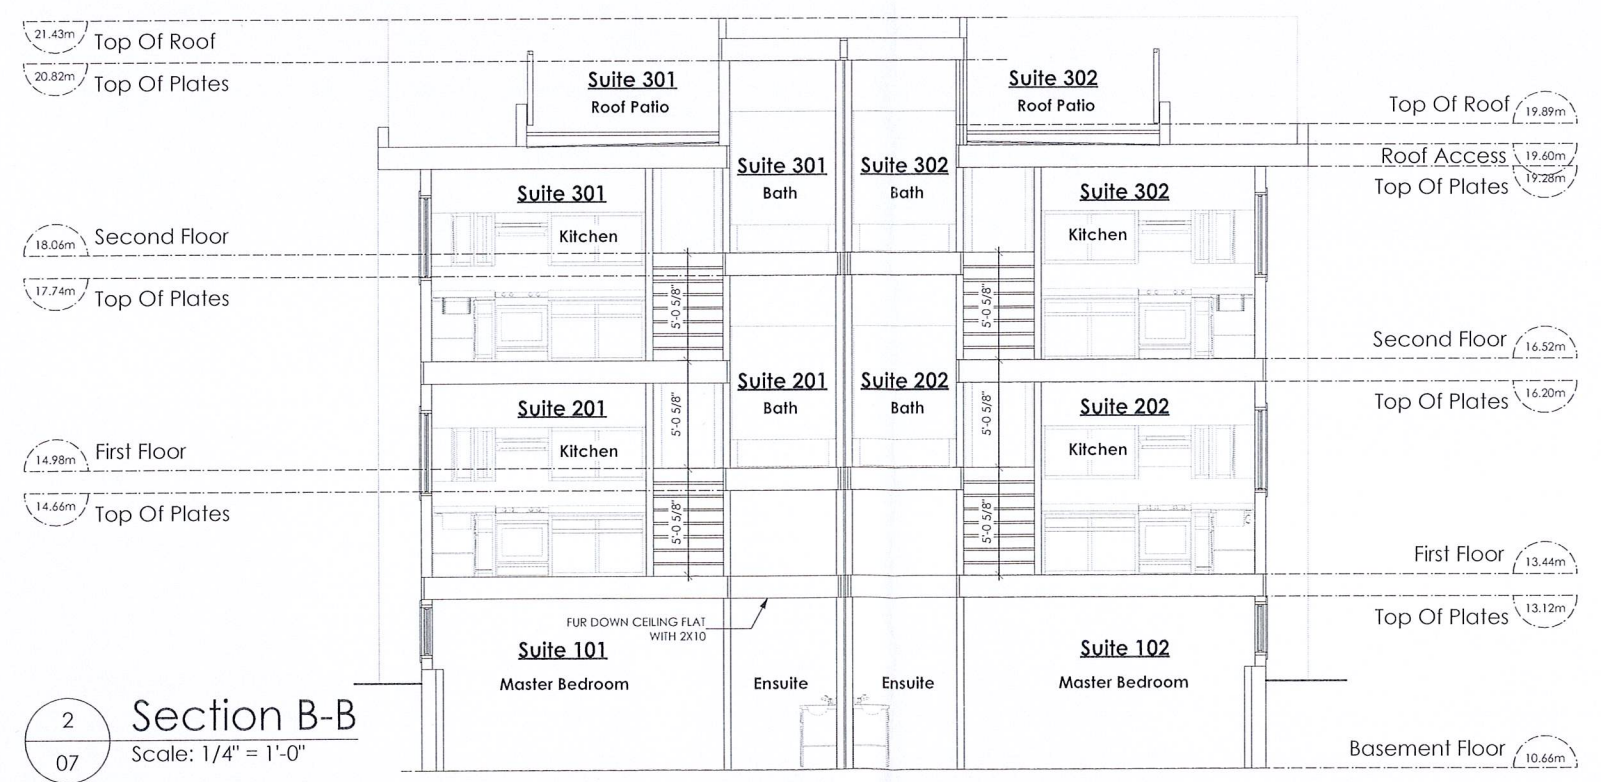 21.43m
Top Of Roof
20.82m
Top Of Plates
Suite 301
Roof Patio
Suite 302
Roof Patio
Top Of Roof
19.89m
Roof Access
19.60m
Top Of Plates
19.28m
Suite 301
Bath
Suite 302
Bath
Suite 301
Kitchen
Suite 302
Kitchen
18.06m
Second Floor
17.74m
Top Of Plates
5'-0 5/8"
5'-0 5/8"
Second Floor
16.52m
Top Of Plates
16.20m
Suite 201
Bath
Suite 202
Bath
Suite 201
Kitchen
5'-0 5/8"
5'-0 5/8"
Suite 202
Kitchen
14.98m
First Floor
14.66m
Top Of Plates
5'-0 5/8"
5'-0 5/8"
First Floor
13.44m
Top Of Plates
13.12m
FUR DOWN CEILING FLAT
WITH 2X10
Suite 101
Master Bedroom
Ensuite
Ensuite
Suite 102
Master Bedroom
2
07
Section B-B
Scale: 1/4" = 1'-0"
Basement Floor
10.66m